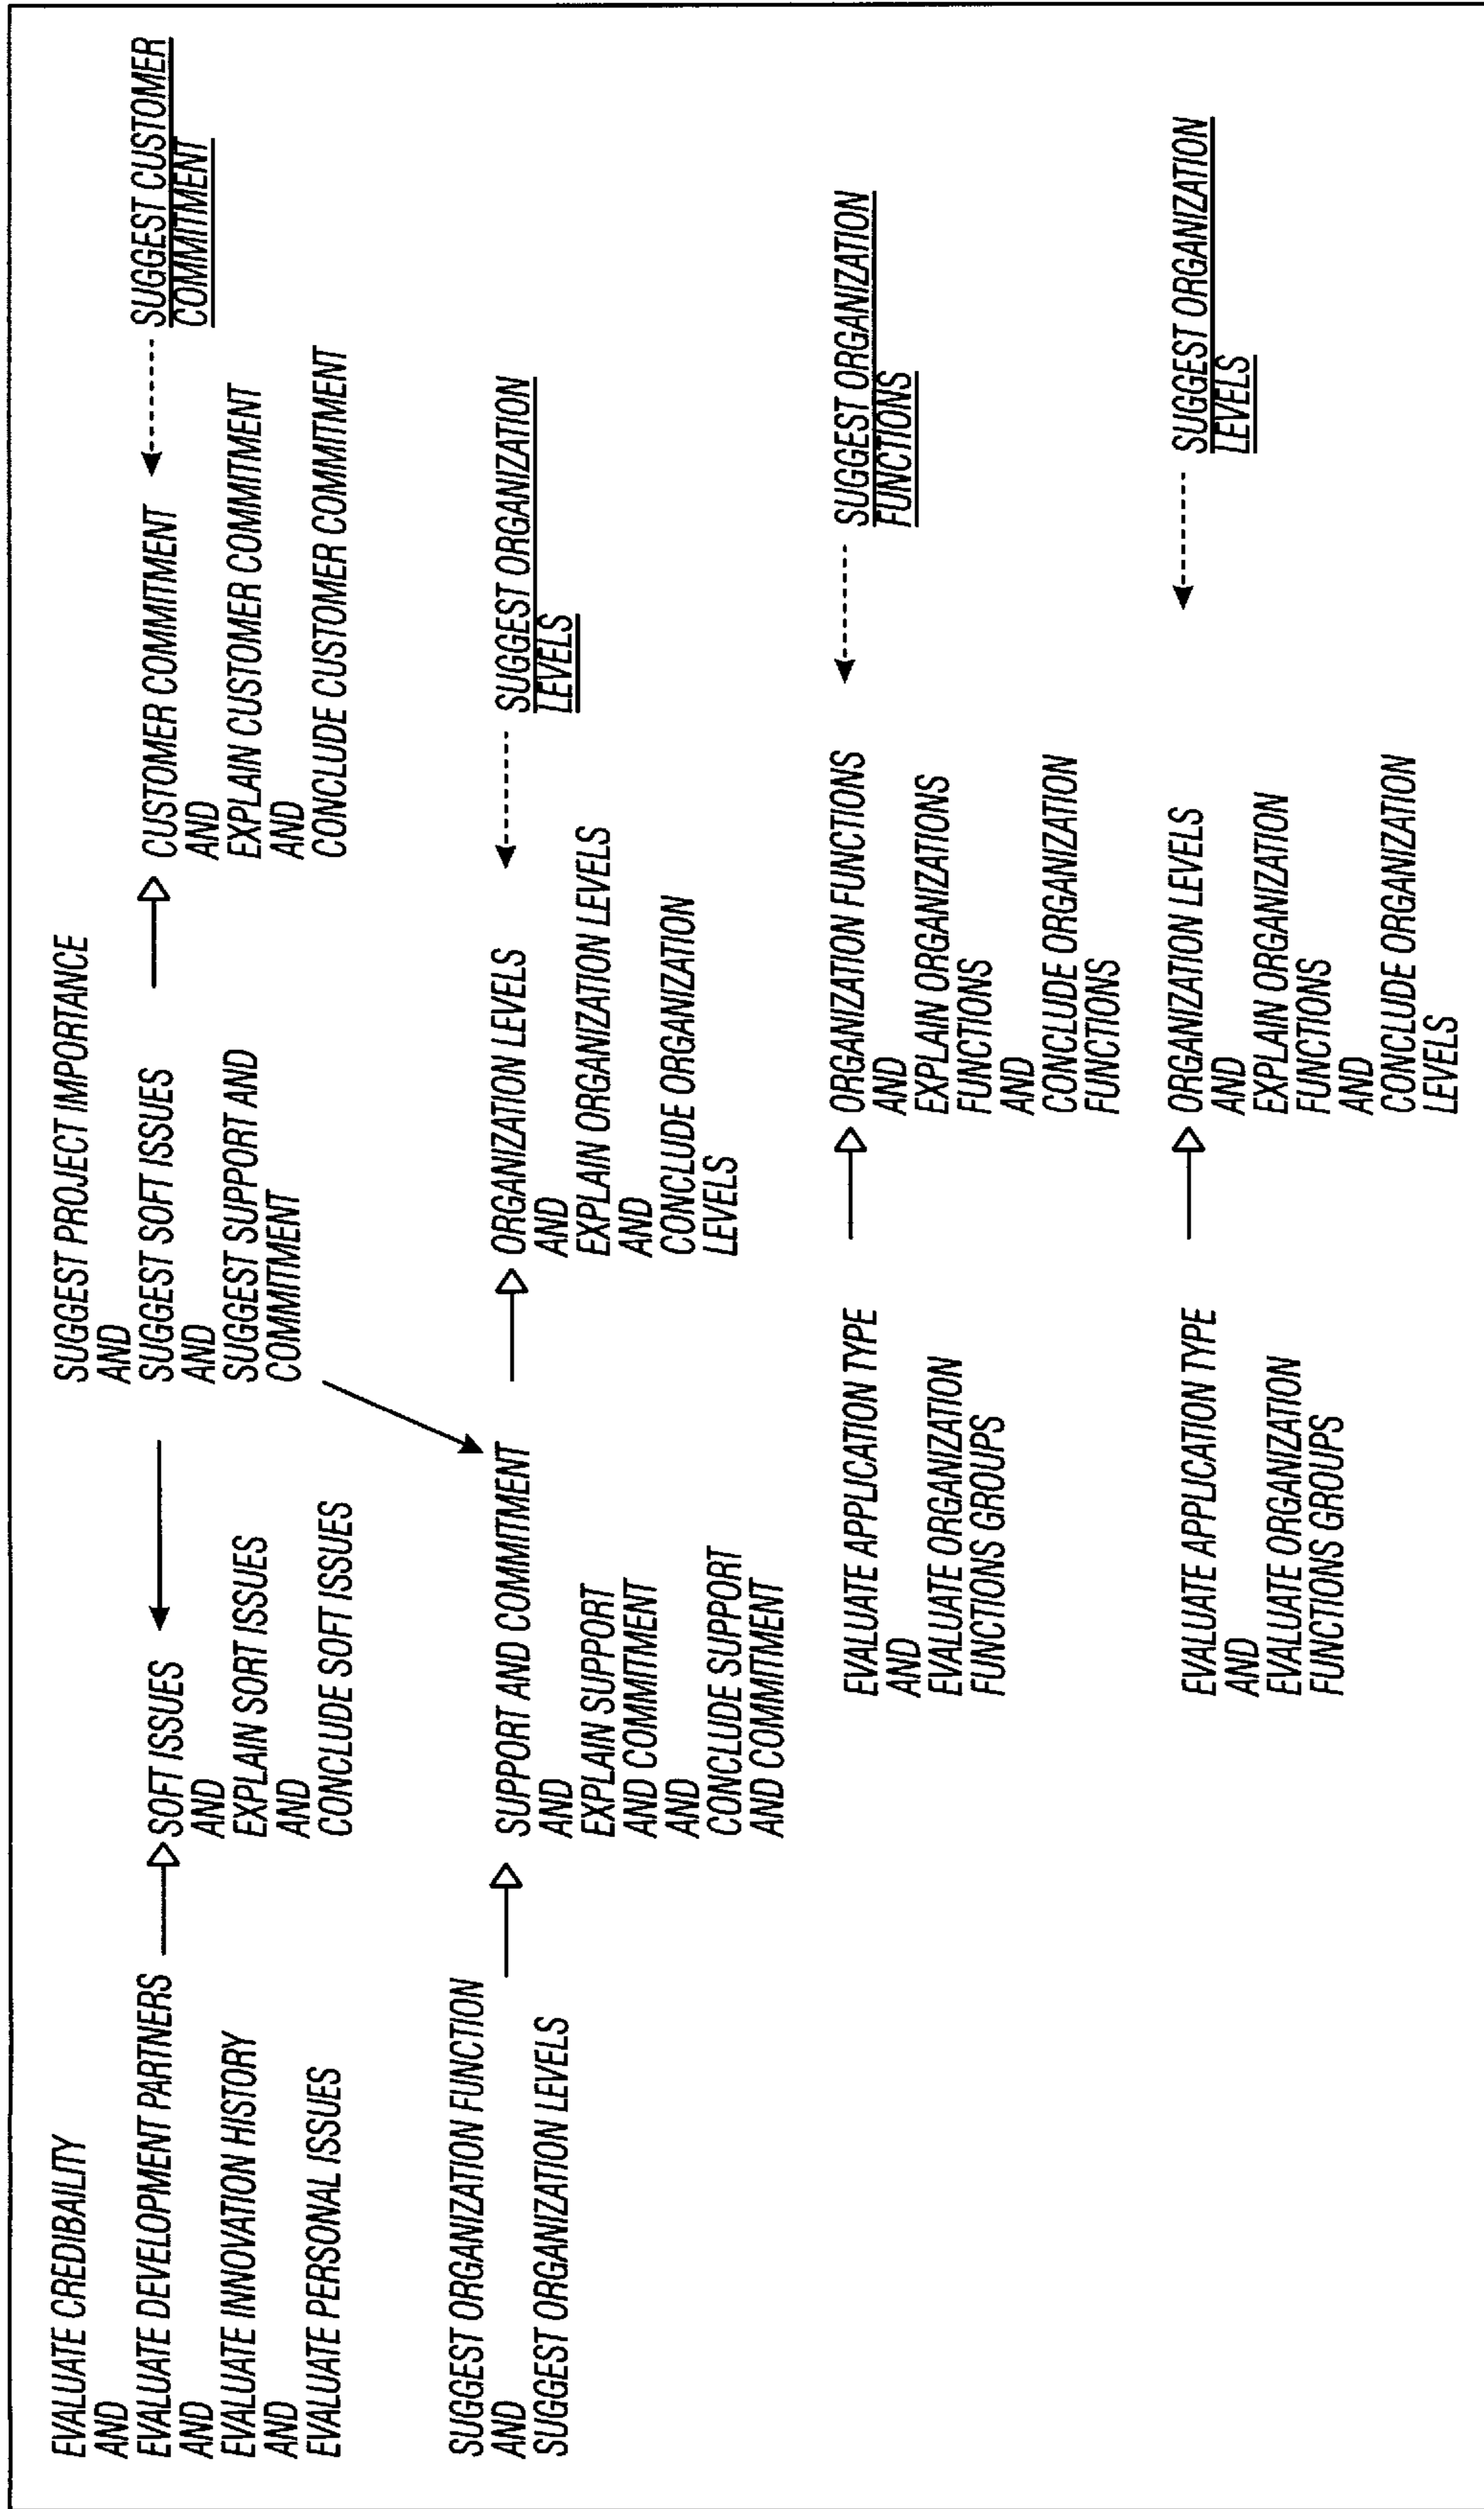 EVALUATE CREDIBAILITY
AND
EVALUATE DEVELOPMENT PARTNERS
AND
EVALUATE INNOVATION HISTORY
AND
EVALUATE PERSONAL ISSUES
SOFT ISSUES
AND
EXPLAIN SORT ISSUES
AND
CONCLUDE SOFT ISSUES
SUGGEST PROJECT IMPORTANCE
AND
SUGGEST SOFT ISSUES
AND
SUGGEST SUPPORT AND
COMMITMENT
CUSTOMER COMMITMENT
AND
EXPLAIN CUSTOMER COMMITMENT
AND
CONCLUDE CUSTOMER COMMITMENT
SUGGEST CUSTOMER
COMMITMENT
SUGGEST ORGANIZATION FUNCTION
AND
SUGGEST ORGANIZATION LEVELS
SUPPORT AND COMMITMENT
AND
EXPLAIN SUPPORT
AND COMMITMENT
AND
CONCLUDE SUPPORT
AND COMMITMENT
ORGANIZATION LEVELS
AND
EXPLAIN ORGANIZATION LEVELS
AND
CONCLUDE ORGANIZATION
LEVELS
SUGGEST ORGANIZATION
LEVELS
EVALUATE APPLICATION TYPE
AND
EVALUATE ORGANIZATION
FUNCTIONS GROUPS
ORGANIZATION FUNCTIONS
AND
EXPLAIN ORGANIZATIONS
FUNCTIONS
AND
CONCLUDE ORGANIZATION
FUNCTIONS
SUGGEST ORGANIZATION
FUNCTIONS
EVALUATE APPLICATION TYPE
AND
EVALUATE ORGANIZATION
FUNCTIONS GROUPS
ORGANIZATION LEVELS
AND
EXPLAIN ORGANIZATION
FUNCTIONS
AND
CONCLUDE ORGANIZATION
LEVELS
SUGGEST ORGANIZATION
LEVELS